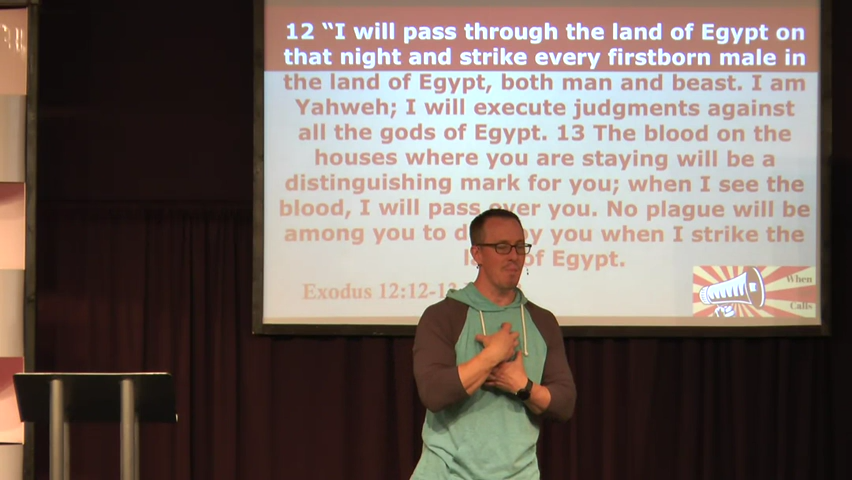 12 “I will pass through the land of Egypt on
that night and strike every firstborn male in
the land of Egypt, both man and beast. I am
Yahweh; I will execute judgments against
all the gods of Egypt. 13 The blood on the
houses where you are staying will be a
distinguishing mark for you; when I see the
blood, I will pass over you. No plague will be
among you to you when I strike the
of Egypt.
Exodus 12:12-
When
Calls